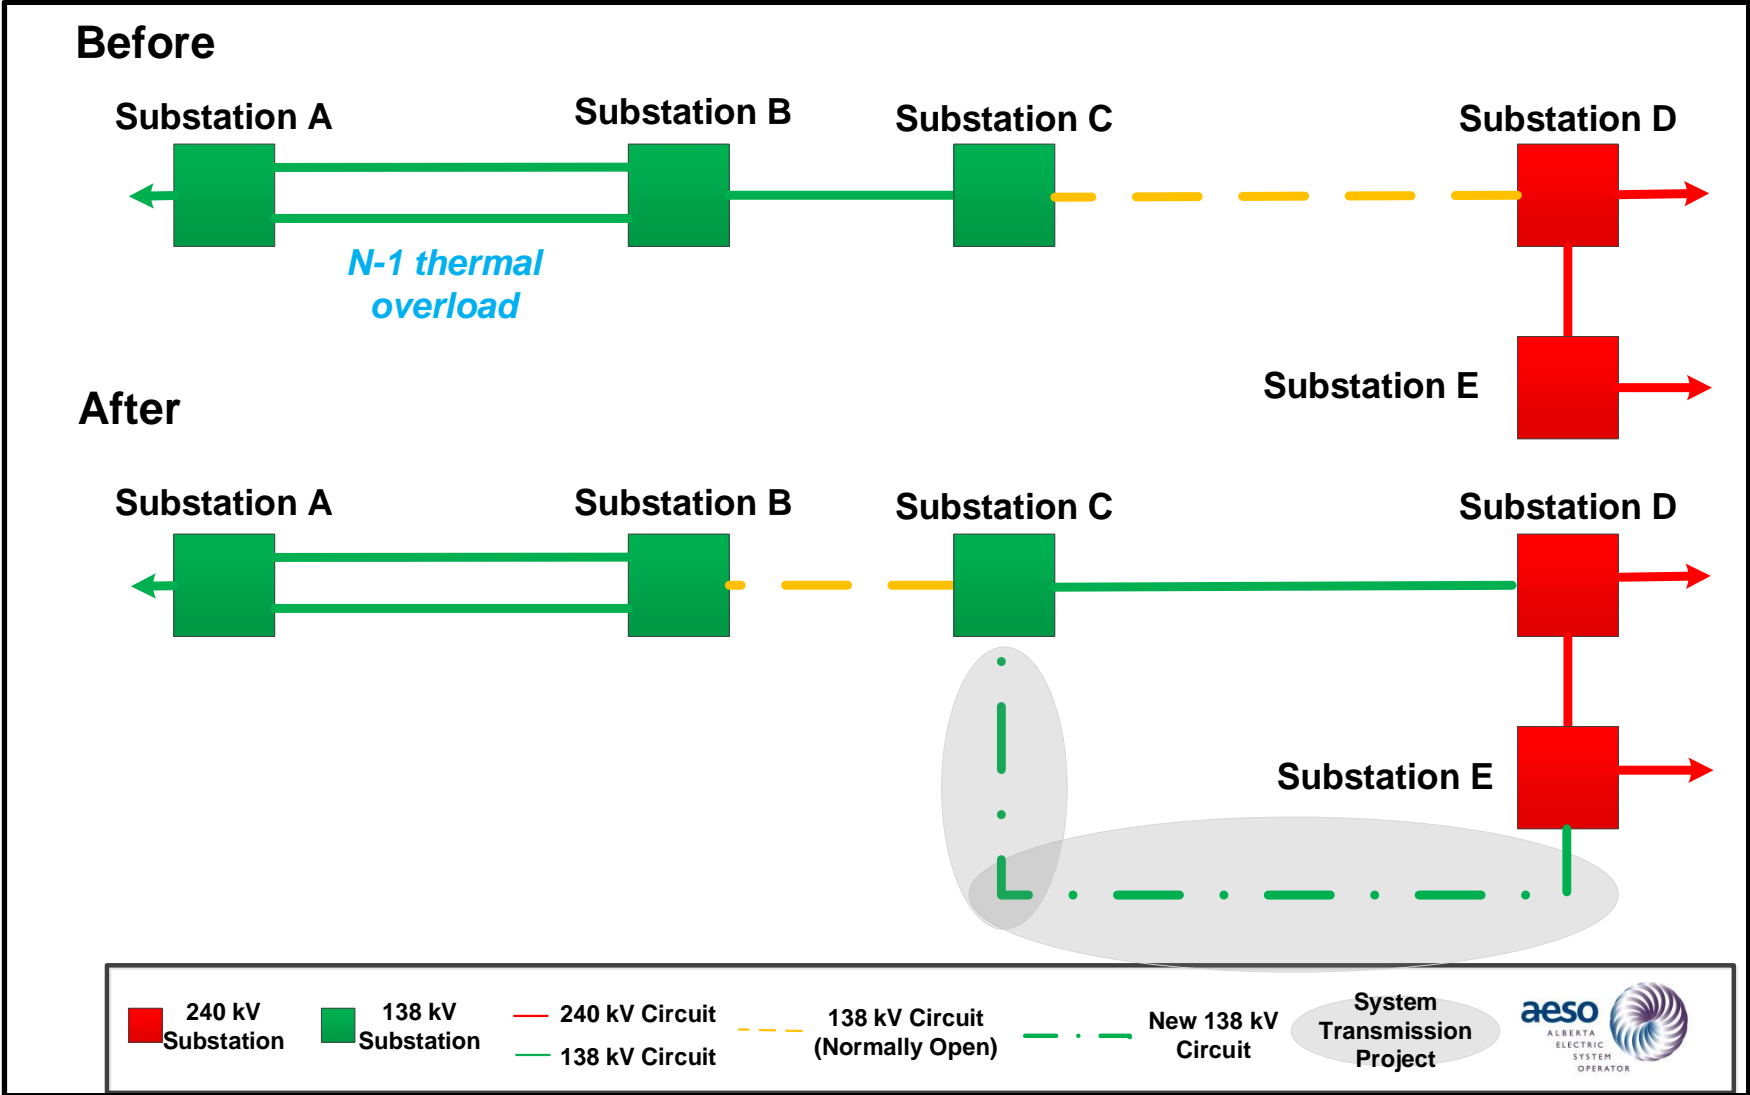 Before
Substation A
Substation B
Substation C
Substation D
N-1 thermal
overload
Substation E
After
Substation A
Substation B
Substation C
Substation D
Substation E
240 kV
Substation
138 kV
Substation
240 kV Circuit
138 kV Circuit
138 kV Circuit
(Normally Open)
New 138 kV
Circuit
System
Transmission
Project
aeso
ALBERTA
ELECTRIC
SYSTEM
OPERATOR